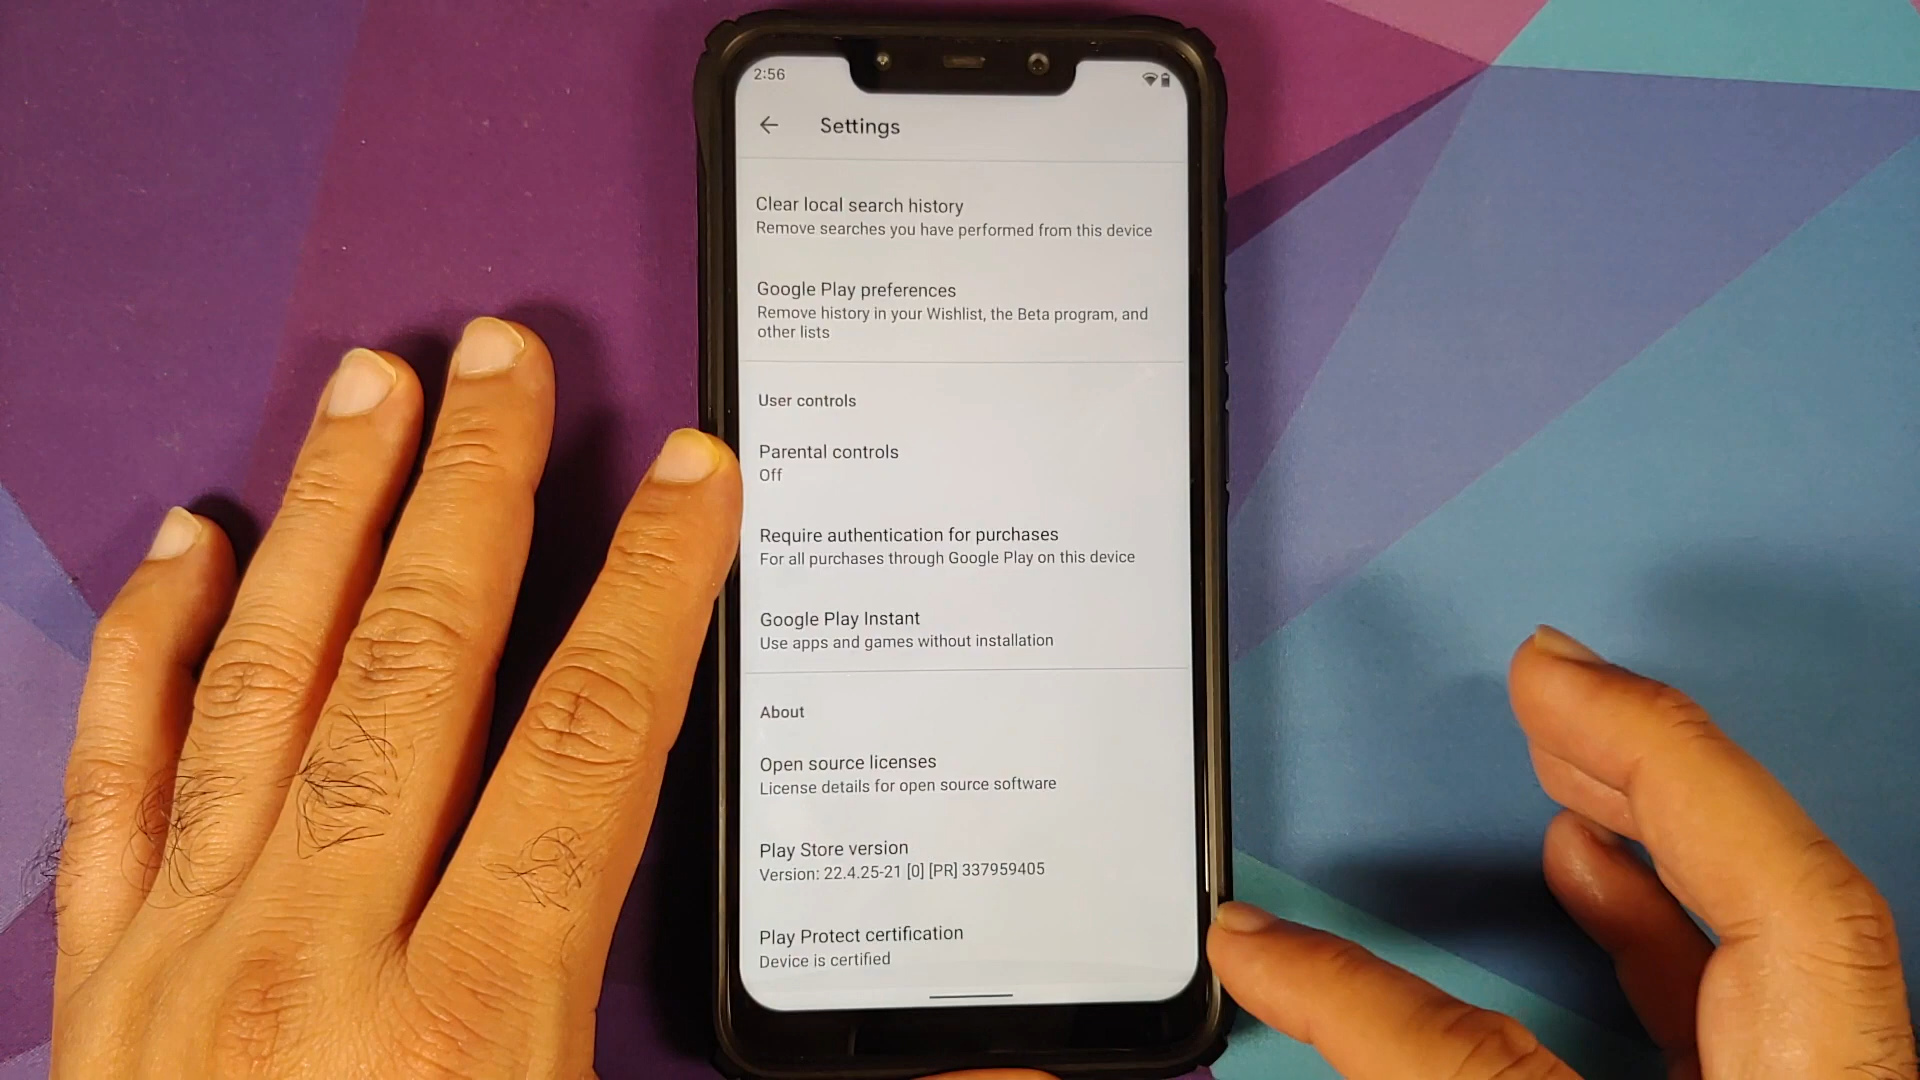 2:56
Settings
Clear local search history
Remove searches you have performed from this device
Google Play preferences
Remove history in your Wishlist, the Beta program, and
other lists
User controls
Parental controls
Off
Require authentication for purchases
For all purchases through Google Play on this device
Google Play Instant
Use apps and games without installation
About
Open source licenses
License details for open source software
Play Store version
Version: 22.4.25-21 [0] [PR] 337959405
Play Protect certification
Device is certified